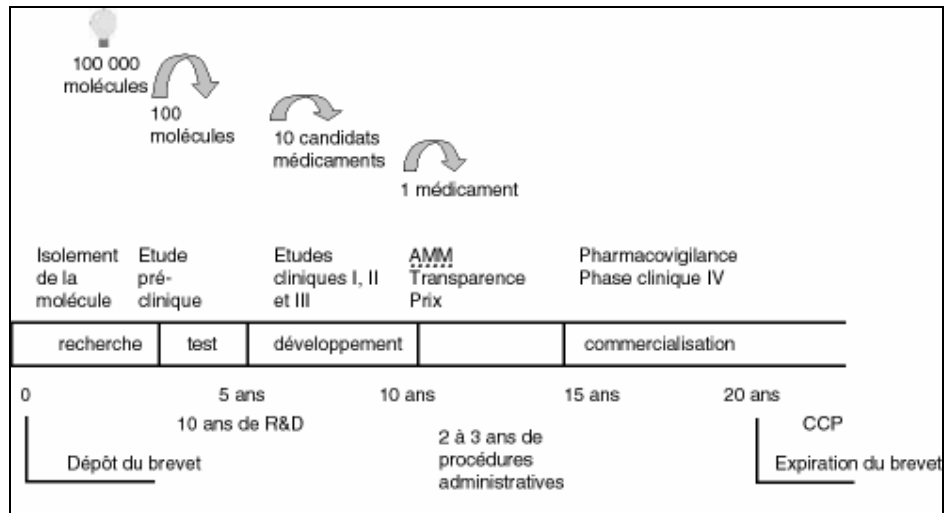 100 000
molécules
100
molécules
10 candidats
médicaments
1 médicament
Isolement
de la
molécule
Etude
pré-
clinique
Etudes
cliniques I, II
et III
AMM
Transparence
Prix
Pharmacovigilance
Phase clinique IV
recherche
test
développement
commercialisation
0
5 ans
10 ans
15 ans
20 ans
10 ans de R&D
2 à 3 ans de
procédures
administratives
CCP
Dépôt du brevet
Expiration du brevet